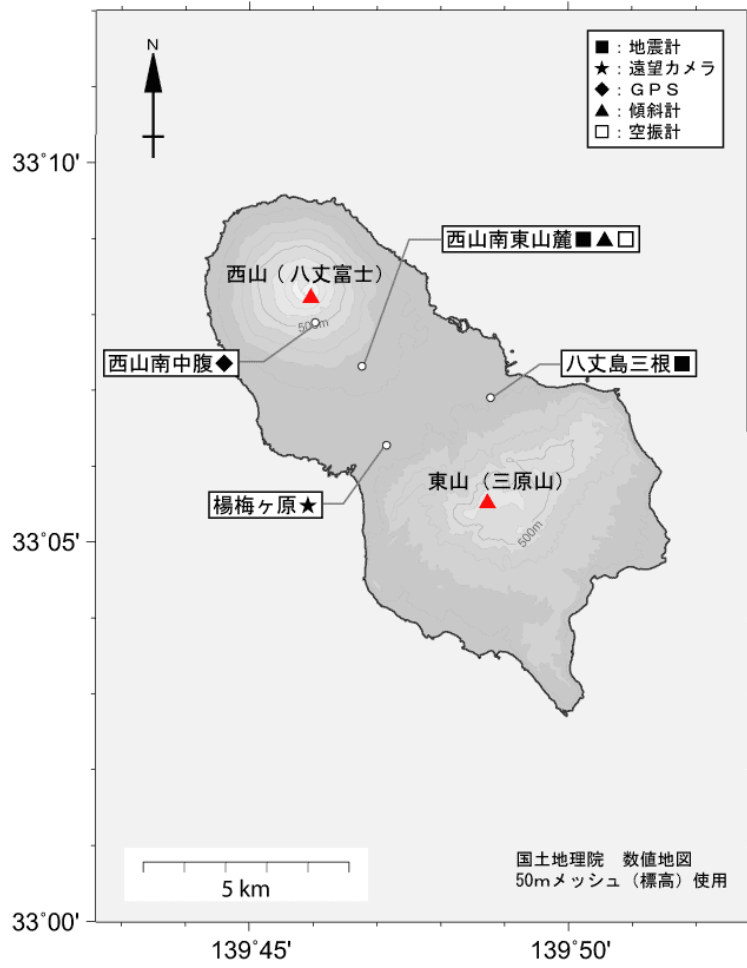 N
■：地震計
★：遠望カメラ
◆：ＧＰＳ
▲：傾斜計
□：空振計
33°10'
西山南東山麓■▲□
西山（八丈富士）
500m
西山南中腹◆
八丈島三根■
東山（三原山）
楊梅ヶ原★
500m
33°05'
5 km
国土地理院　数値地図
50mメッシュ（標高）使用
33°00'
139°45'
139°50'